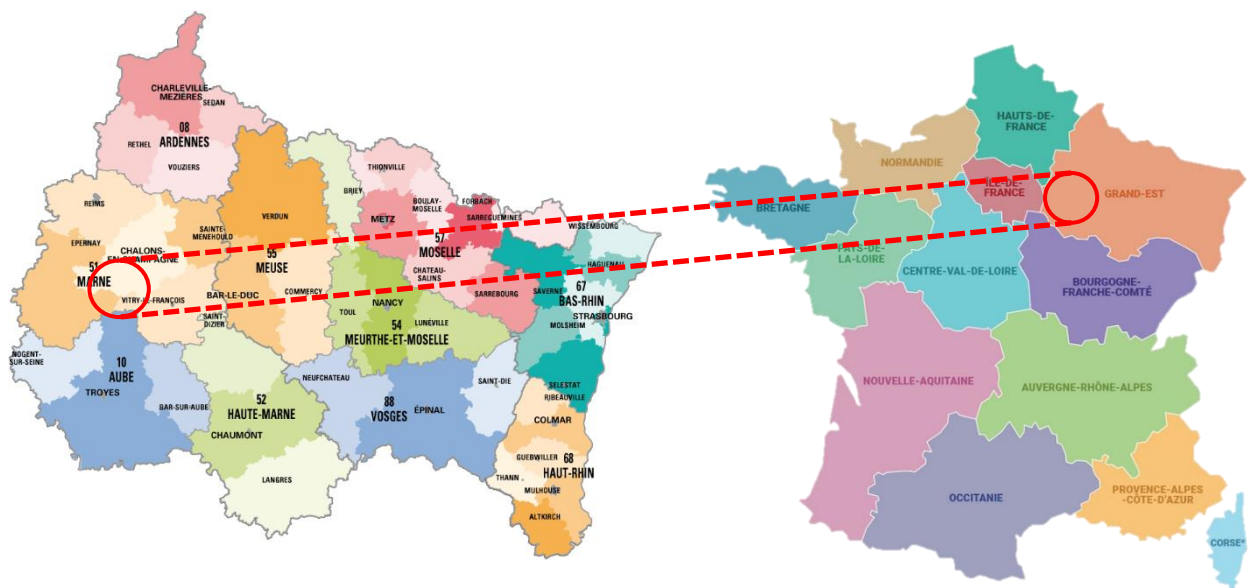 CHARLEVILLE-
MEZIÈRES
SEDAN
08
ARDENNES
RETHEL
VOUZIERS
REIMS
THIONVILLE
BRIEY
BOULAY-
MOSELLE
FORBACH
SARREGUEMINES
METZ
VERDUN
SAINTE-
MENEHOULD
EPERNAY
CHALONS-
EN-CHAMPAGNE
51
MARNE
VITRY-LE-FRANÇOIS
55
MEUSE
BAR-LE-DUC
COMMERCY
SAINT-
DIZIER
57
MOSELLE
CHATEAU-
SALINS
SARREBOURG
WISSEMBOURG
HAGUENAU
67
BAS-RHIN
SAVERNE
STRASBOURG
MOLSHEIM
NANCY
TOUL
54
LUNÉVILLE
MEURTHE-ET-MOSELLE
NOGENT-
SUR-SEINE
10
AUBE
TROYES
BAR-SUR-AUBE
52
HAUTE-MARNE
CHAUMONT
LANGRES
NEUFCHATEAU
88
VOSGES
ÉPINAL
SAINT-DIE
SELESTAT
RIBEAUVILLE
COLMAR
GUEBWILLER
68
HAUT-RHIN
THANN
MULHOUSE
ALTKIRCH
HAUTS-DE-
FRANCE
NORMANDIE
ÎLE-DE-
FRANCE
GRAND-EST
BRETAGNE
PAYS-DE-
LA-LOIRE
CENTRE-VAL-DE-LOIRE
BOURGOGNE-
FRANCHE-COMTÉ
NOUVELLE-AQUITAINE
AUVERGNE-RHÔNE-ALPES
OCCITANIE
PROVENCE-ALPES
-CÔTE-D'AZUR
CORSE*